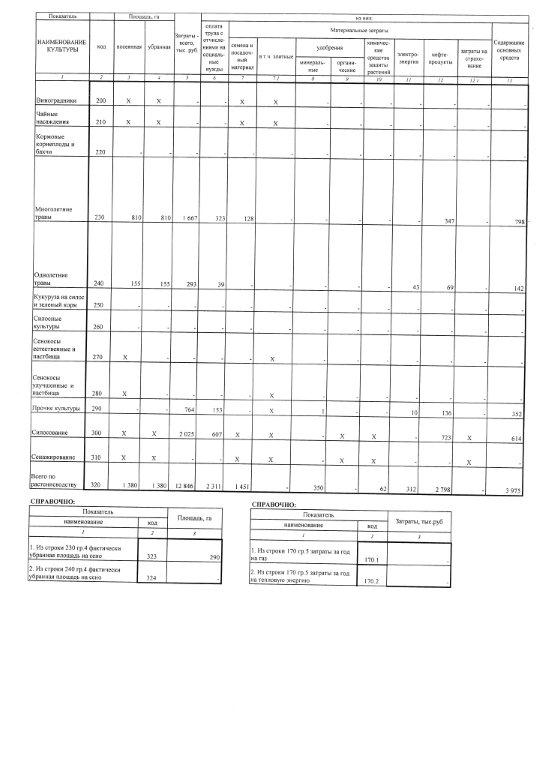 Показатель | Площадь, га | Затраты - всего, тыс. руб. | оплата труда с отчислениями на социальные нужды | из них:
Материальные затраты | Содержание основных средств
НАИМЕНОВАНИЕ КУЛЬТУРЫ | код | посеянная | убранная | семена и посадочный материал | в т ч элитные | удобрения | химические средства защиты растений | электроэнергия | нефтепродукты | затраты на страхование
минеральные | органические
1 | 2 | 3 | 4 | 5 | 6 | 7 | 7.1 | 8 | 9 | 10 | 11 | 12 | 12.1 | 13
Виноградники | 200 | X | X | - | - | X | X | - | - | - | - | - | - | -
Чайные насаждения | 210 | X | X | - | - | X | X | - | - | - | - | - | - | -
Кормовые корнеплоды и бахчи | 220 | - | - | - | - | - | - | - | - | - | - | - | - | -
Многолетние травы | 230 | 810 | 810 | 1 667 | 323 | 128 | - | - | - | - | - | 347 | - | 798
Однолетние травы | 240 | 155 | 155 | 293 | 39 | - | - | - | - | - | 43 | 69 | - | 142
Кукуруза на силос и зеленый корм | 250 | - | - | - | - | - | - | - | - | - | - | - | - | -
Силосные культуры | 260 | - | - | - | - | - | - | - | - | - | - | - | - | -
Сенокосы естественные и пастбища | 270 | X | - | - | - | - | X | - | - | - | - | - | - | -
Сенокосы улучшенные и пастбища | 280 | X | - | - | - | - | X | - | - | - | - | - | - | -
Прочие культуры | 290 | - | - | 764 | 153 | - | X | 1 | - | - | 10 | 136 | - | 352
Силосование | 300 | X | X | 2 025 | 607 | X | X | - | X | X | - | 723 | X | 614
Сенажирование | 310 | X | X | - | - | X | X | - | X | X | - | - | X | -
Всего по растениеводству | 320 | 1 380 | 1 380 | 12 846 | 2 311 | 1 451 | - | 350 | - | 62 | 312 | 2 798 | - | 3 975
СПРАВОЧНО:
Показатель | Площадь, га
наименование | код
1 | 2 | 3
1. Из строки 230 гр.4 фактически убранная площадь на сено | 323 | 290
2. Из строки 240 гр.4 фактически убранная площадь на сено | 324 | -
СПРАВОЧНО:
Показатель | Затраты, тыс.руб
наименование | код
1 | 2 | 3
1. Из строки 170 гр.5 затраты за год на газ | 170.1 | -
2. Из строки 170 гр.5 затраты за год на тепловую энергию | 170.2 | -